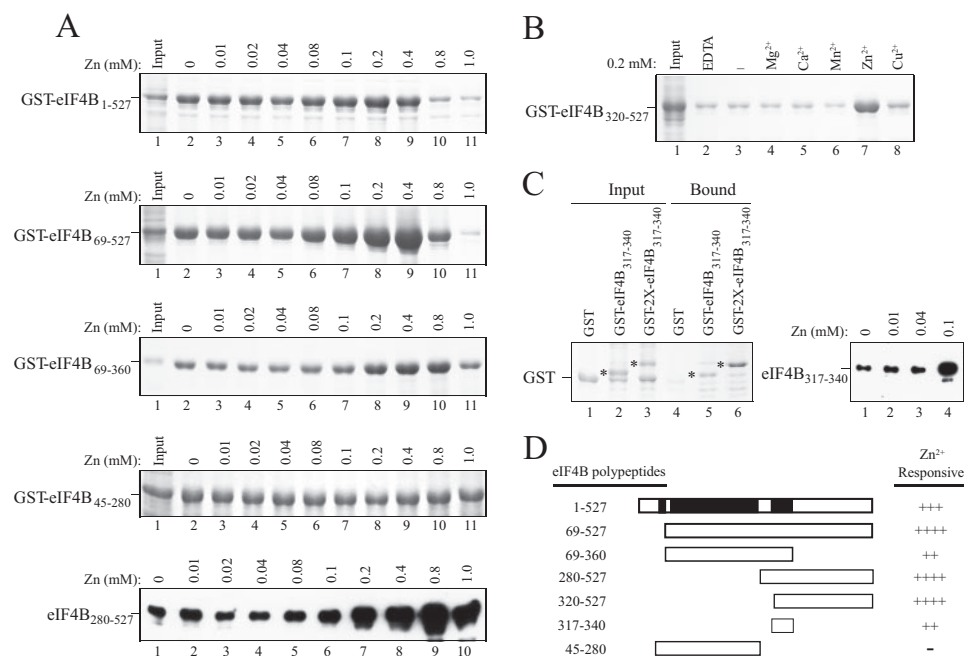 A
Zn (mM): Input 0 0.01 0.02 0.04 0.08 0.1 0.2 0.4 0.8 1.0
GST-eIF4B1-527
1 2 3 4 5 6 7 8 9 10 11
Zn (mM): Input 0 0.01 0.02 0.04 0.08 0.1 0.2 0.4 0.8 1.0
GST-eIF4B69-527
1 2 3 4 5 6 7 8 9 10 11
Zn (mM): Input 0 0.01 0.02 0.04 0.08 0.1 0.2 0.4 0.8 1.0
GST-eIF4B69-360
1 2 3 4 5 6 7 8 9 10 11
Zn (mM): Input 0 0.01 0.02 0.04 0.08 0.1 0.2 0.4 0.8 1.0
GST-eIF4B45-280
1 2 3 4 5 6 7 8 9 10 11
Zn (mM): 0 0.01 0.02 0.04 0.08 0.1 0.2 0.4 0.8 1.0
eIF4B280-527
1 2 3 4 5 6 7 8 9 10
B
0.2 mM: Input EDTA – Mg2+ Ca2+ Mn2+ Zn2+ Cu2+
GST-eIF4B320-527
1 2 3 4 5 6 7 8
C
Input Bound
GST GST-eIF4B317-340 GST-2X-eIF4B317-340 GST GST-eIF4B317-340 GST-2X-eIF4B317-340
GST
* * * *
1 2 3 4 5 6
Zn (mM): 0 0.01 0.04 0.1
eIF4B317-340
1 2 3 4
D
eIF4B polypeptides Zn2+ Responsive
1-527 +++
69-527 ++++
69-360 ++
280-527 ++++
320-527 ++++
317-340 ++
45-280 -